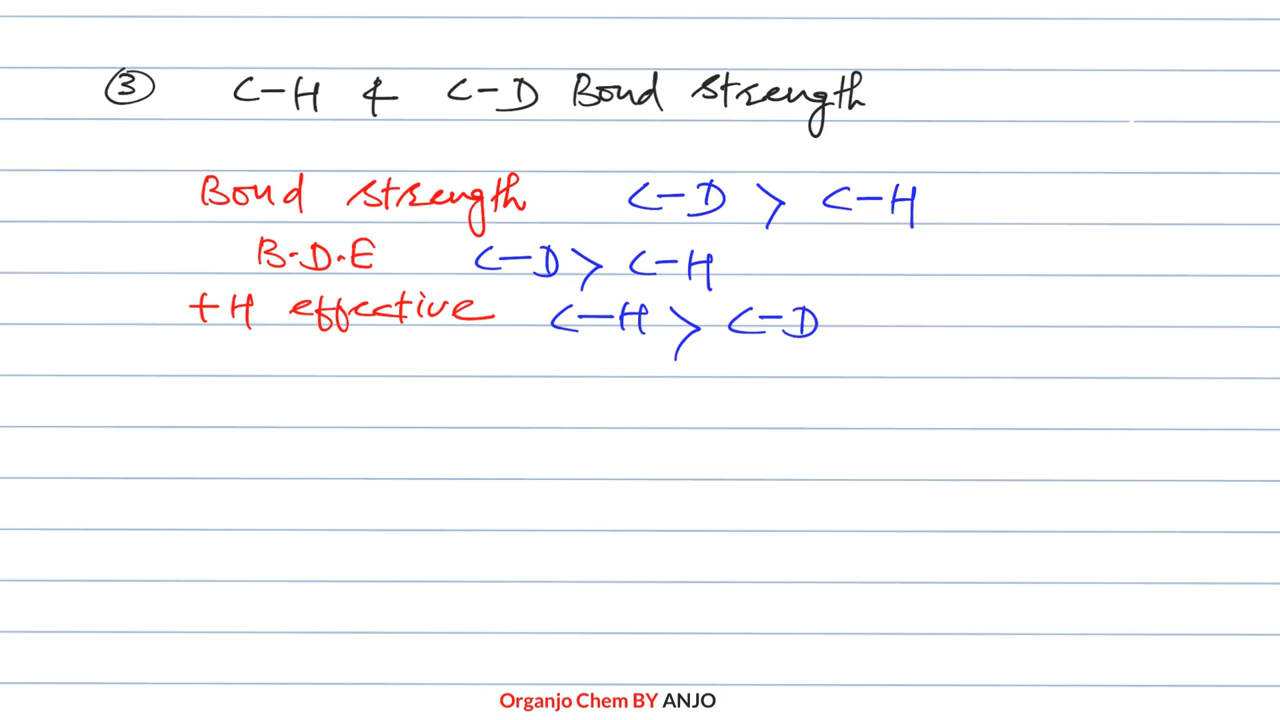 ③ C-H & C-D Bond strength
Bond strength C-D > C-H
B.D.E C-D > C-H
+H effective C-H > C-D
Organjo Chem BY ANJO